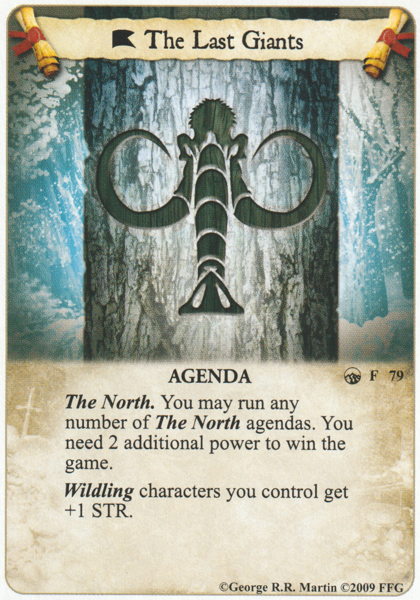 The Last Giants
AGENDA
F 79
The North. You may run any
number of The North agendas. You
need 2 additional power to win the
game.
Wildling characters you control get
+1 STR.
©George R.R. Martin ©2009 FFG